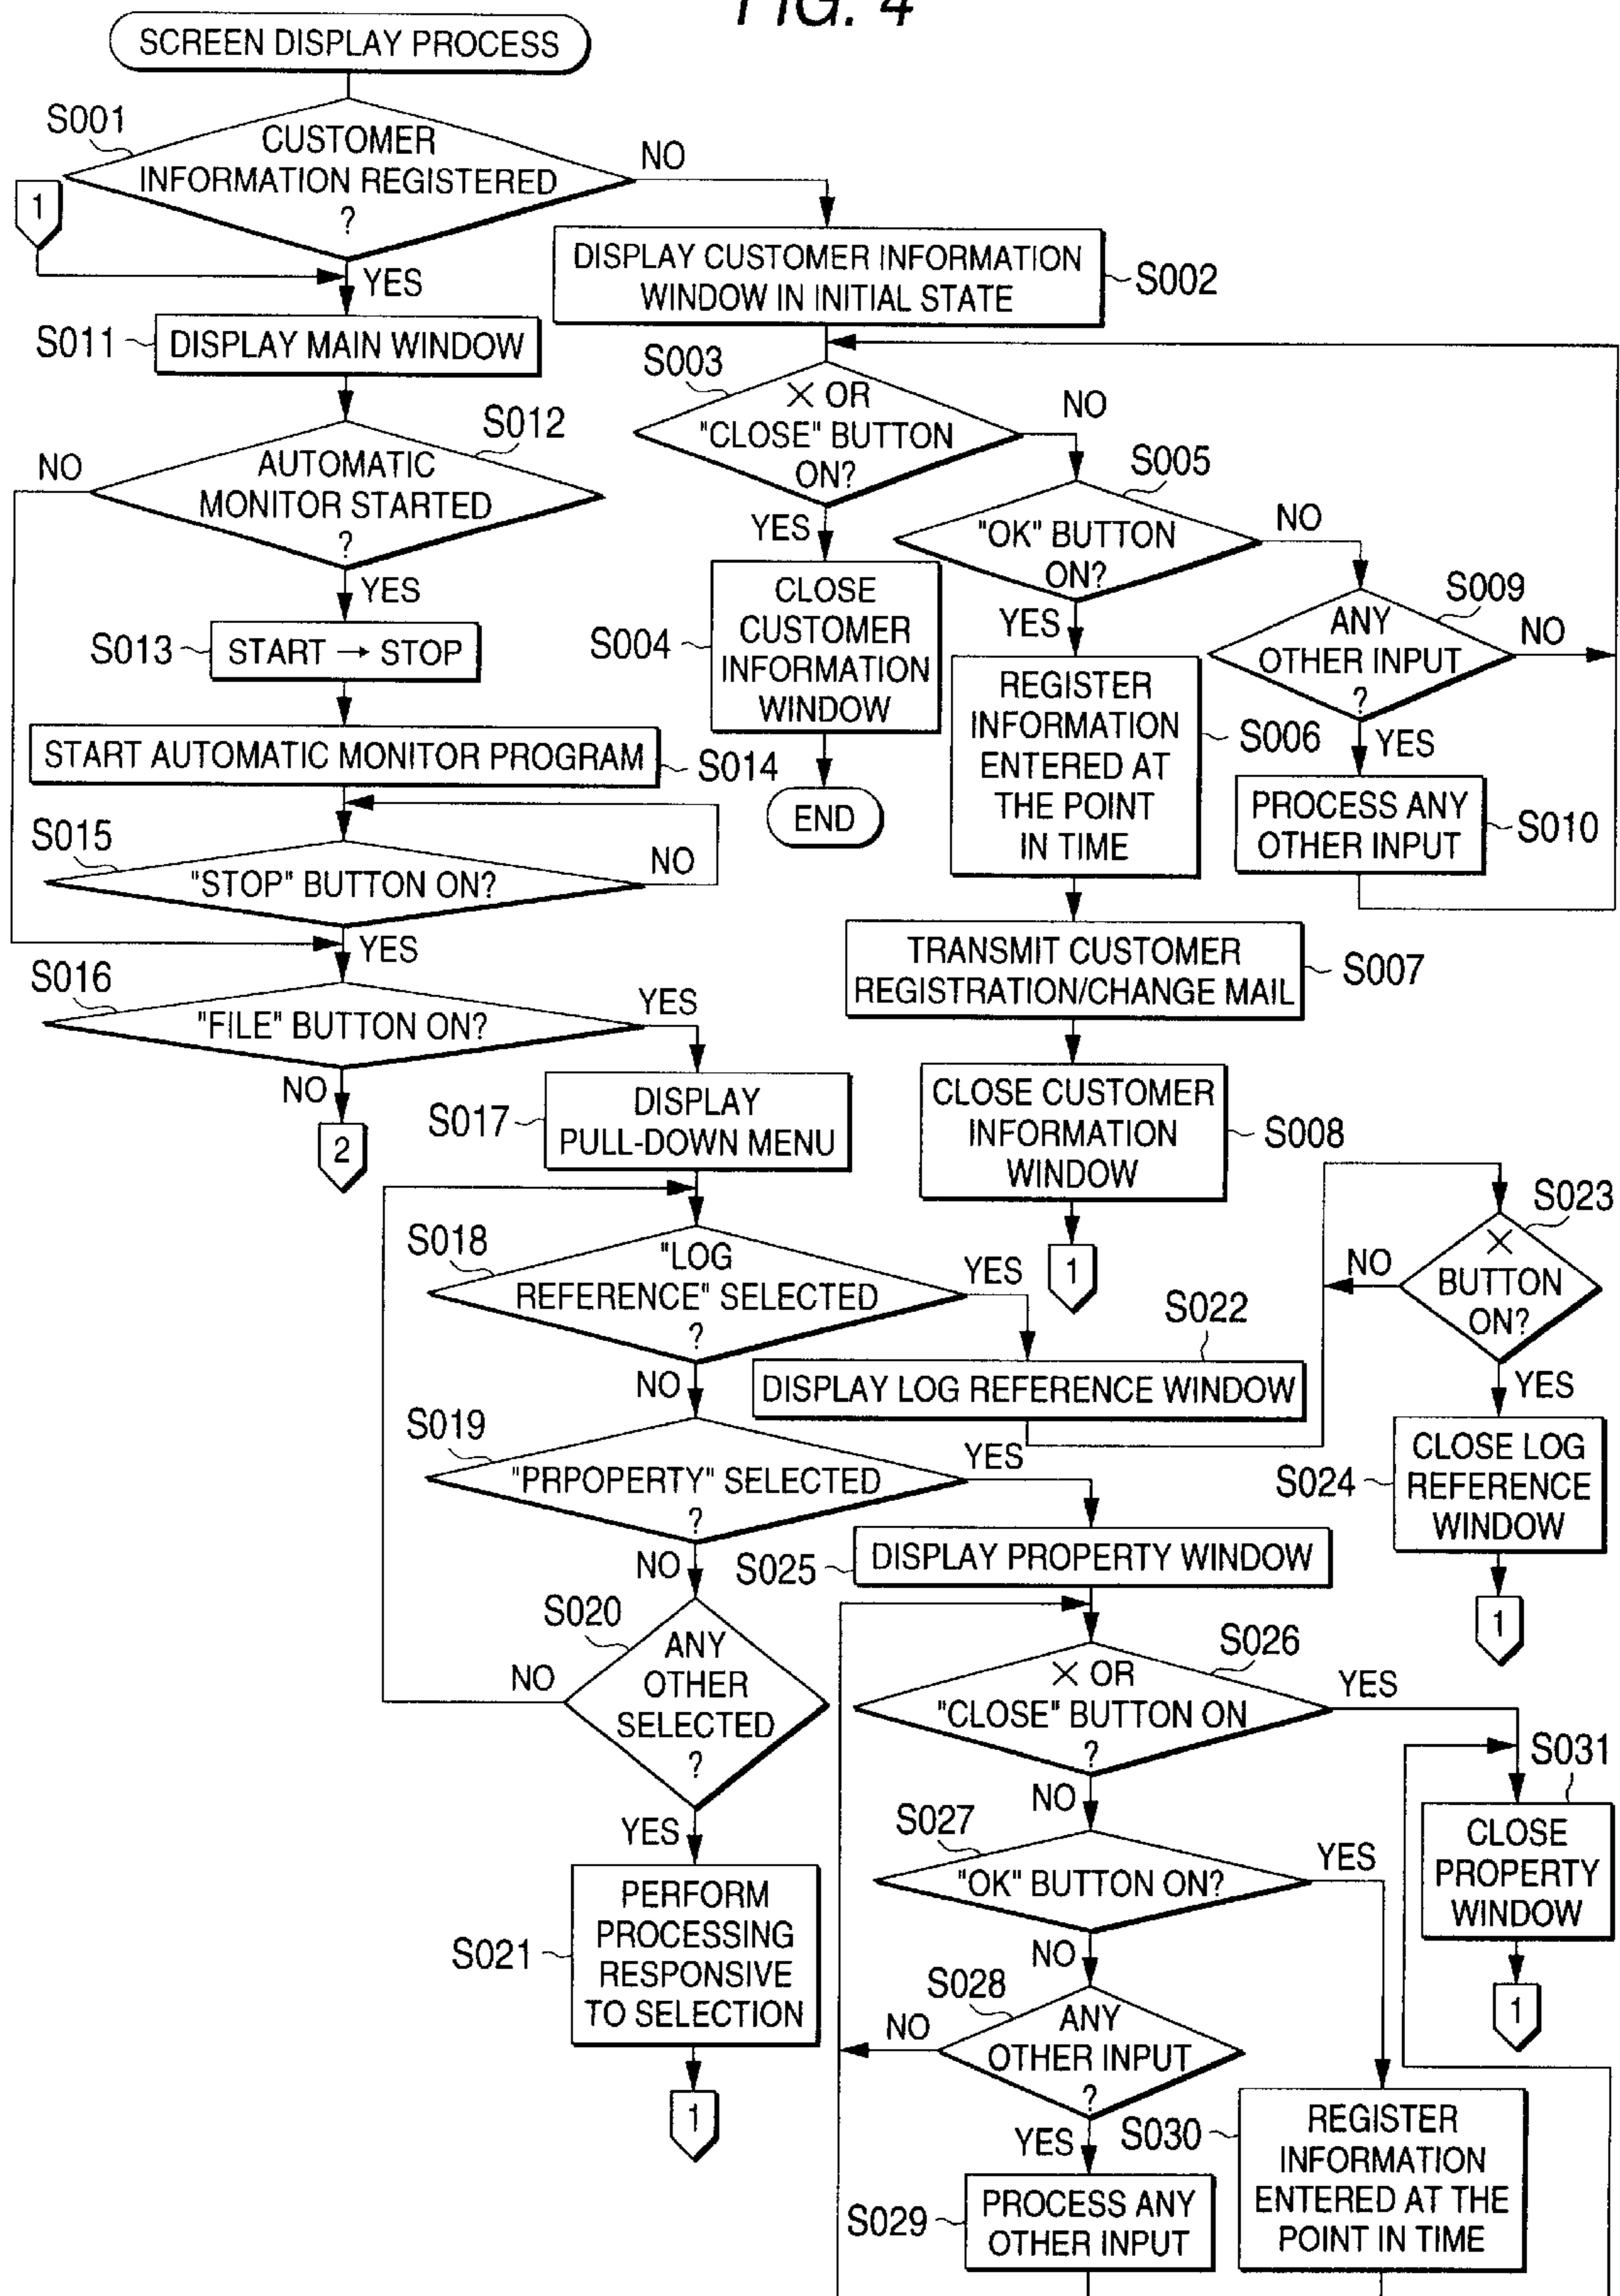 FIG. 4
SCREEN DISPLAY PROCESS
S001
CUSTOMER
INFORMATION REGISTERED
?
NO
1
YES
DISPLAY CUSTOMER INFORMATION
WINDOW IN INITIAL STATE
S002
S011
DISPLAY MAIN WINDOW
S003
× OR
"CLOSE" BUTTON
ON?
NO
YES
S012
AUTOMATIC
MONITOR STARTED
?
NO
YES
S005
"OK" BUTTON
ON?
NO
YES
S004
CLOSE
CUSTOMER
INFORMATION
WINDOW
END
S009
ANY
OTHER INPUT
?
NO
YES
S013
START → STOP
REGISTER
INFORMATION
ENTERED AT
THE POINT
IN TIME
S006
START AUTOMATIC MONITOR PROGRAM
S014
PROCESS ANY
OTHER INPUT
S010
S015
"STOP" BUTTON ON?
NO
YES
TRANSMIT CUSTOMER
REGISTRATION/CHANGE MAIL
S007
S016
"FILE" BUTTON ON?
YES
NO
2
S017
DISPLAY
PULL-DOWN MENU
CLOSE CUSTOMER
INFORMATION
WINDOW
S008
1
S018
"LOG
REFERENCE" SELECTED
?
YES
NO
S022
DISPLAY LOG REFERENCE WINDOW
S023
×
BUTTON
ON?
NO
YES
S019
"PRPOPERTY" SELECTED
?
YES
NO
S024
CLOSE LOG
REFERENCE
WINDOW
1
S025
DISPLAY PROPERTY WINDOW
S020
ANY
OTHER
SELECTED
?
NO
YES
S026
× OR
"CLOSE" BUTTON ON
?
YES
NO
S031
CLOSE
PROPERTY
WINDOW
1
S027
"OK" BUTTON ON?
YES
NO
S021
PERFORM
PROCESSING
RESPONSIVE
TO SELECTION
1
S028
ANY
OTHER INPUT
?
NO
YES
S030
REGISTER
INFORMATION
ENTERED AT THE
POINT IN TIME
S029
PROCESS ANY
OTHER INPUT